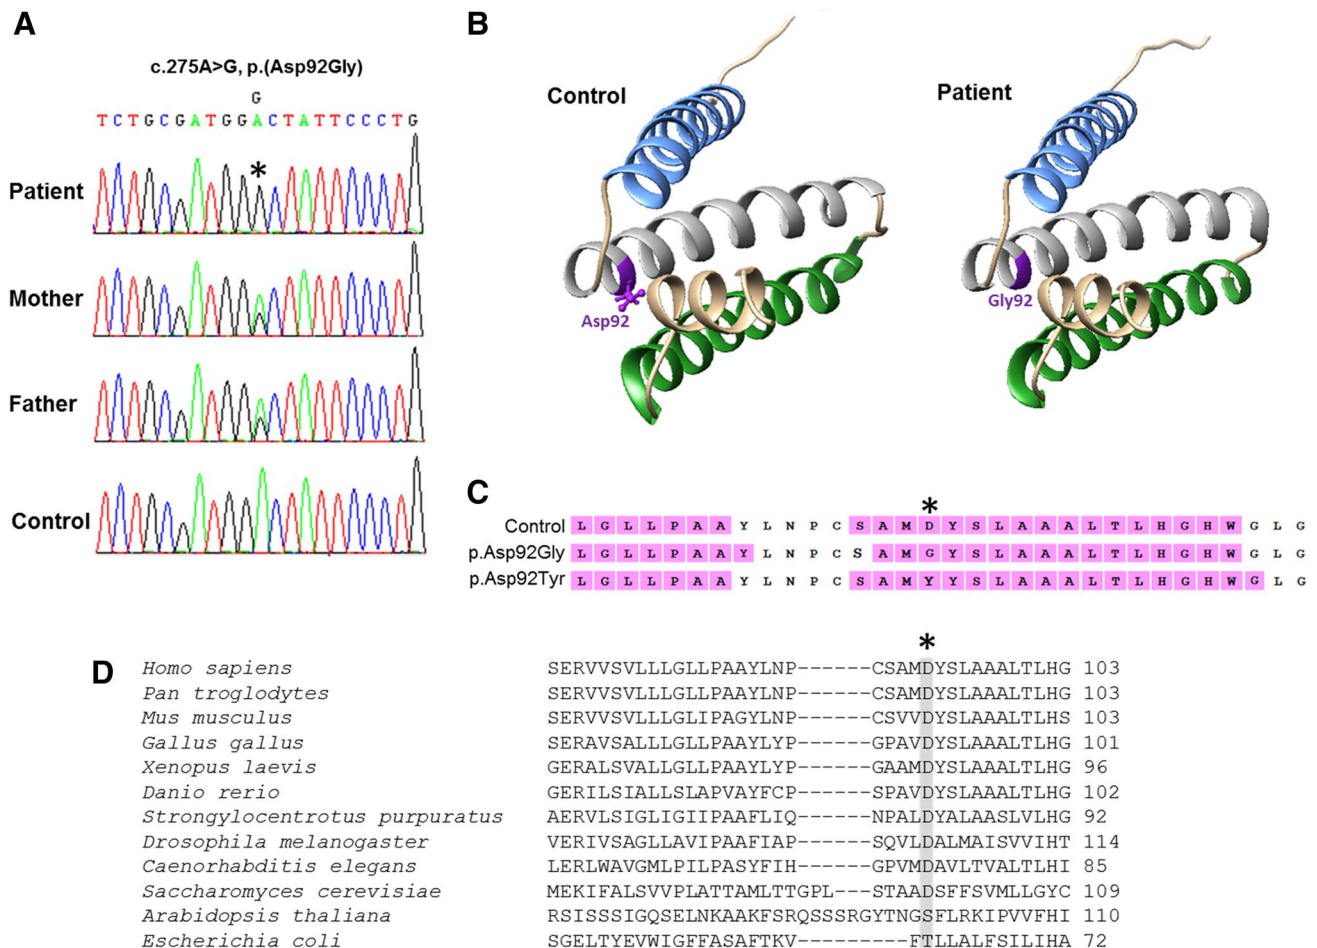 A
c.275A>G, p.(Asp92Gly)
G
TCTGCGATGGACTATTCCCTG
*
Patient
Mother
Father
Control
B
Control
Patient
Asp92
Gly92
C
*
Control LGLLPAAYLNPCSAMDYSLAAALTLHGHWGLG
p.Asp92Gly LGLLPAAYLNPCSAMGYSLAAALTLHGHWGLG
p.Asp92Tyr LGLLPAAYLNPCSAMYYSLAAALTLHGHWGLG
D
*
Homo sapiens SERVVSVLLLGLLPAAYLNP------CSAMDYSLAAALTLHG 103
Pan troglodytes SERVVSVLLLGLLPAAYLNP------CSAMDYSLAAALTLHG 103
Mus musculus SERVVSVLLLGLIPAGYLNP------CSVVDYSLAAALTLHS 103
Gallus gallus SERAVSALLLGLLPAAYLYP------GPAVDYSLAAALTLHG 101
Xenopus laevis GERALSVALLGLLPAAYLYP------GAAMDYSLAAALTLHG 96
Danio rerio GERILSIALLSLAPVAYFCP------SPAVDYSLAAALTLHG 102
Strongylocentrotus purpuratus AERVLSIGLIGIIPAAFLIQ------NPALDYALAASLVLHG 92
Drosophila melanogaster VERIVSAGLLAVIPAAFIAP------SQVLDALMAISVVIHT 114
Caenorhabditis elegans LERLWAVGMLPILPASYFIH------GPVMDAVLTVALTLHI 85
Saccharomyces cerevisiae MEKIFALSVVPLATTAMLTTGPL---STAADSFFSVMLLGYC 109
Arabidopsis thaliana RSISSSIGQSELNKAAKFSRQSSSRGYTNGSFLRKIPVVFHI 110
Escherichia coli SGELTYEVWIGFFASAFTKV---------FTLLALFSILIHA 72